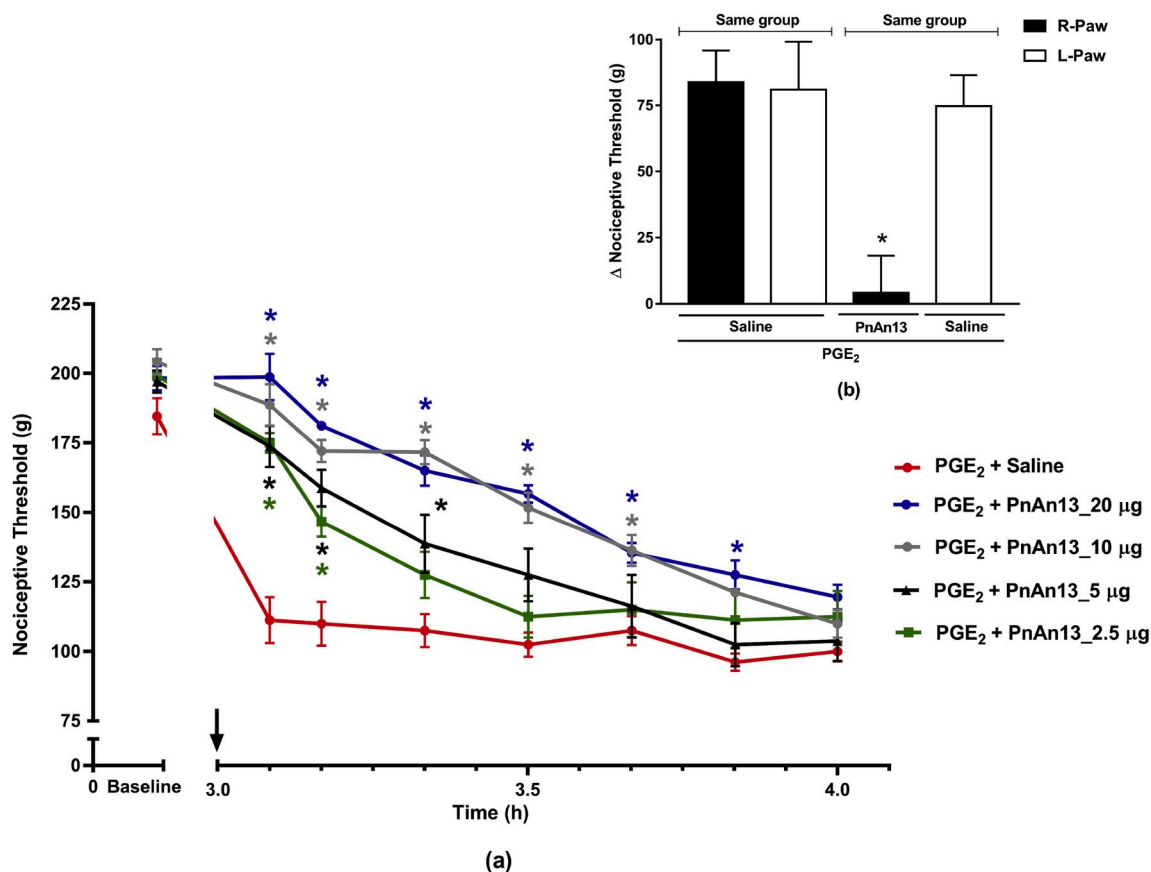 Same group
Same group
R-Paw
L-Paw
100
75
50
25
0
Δ Nociceptive Threshold (g)
*
Saline
PnAn13
Saline
PGE₂
(b)
225
200
175
150
125
100
75
0
Nociceptive Threshold (g)
* * * * * *
* * * * *
* * *
* *
PGE₂ + Saline
PGE₂ + PnAn13_20 µg
PGE₂ + PnAn13_10 µg
PGE₂ + PnAn13_5 µg
PGE₂ + PnAn13_2.5 µg
0 Baseline 3.0 3.5 4.0
Time (h)
(a)